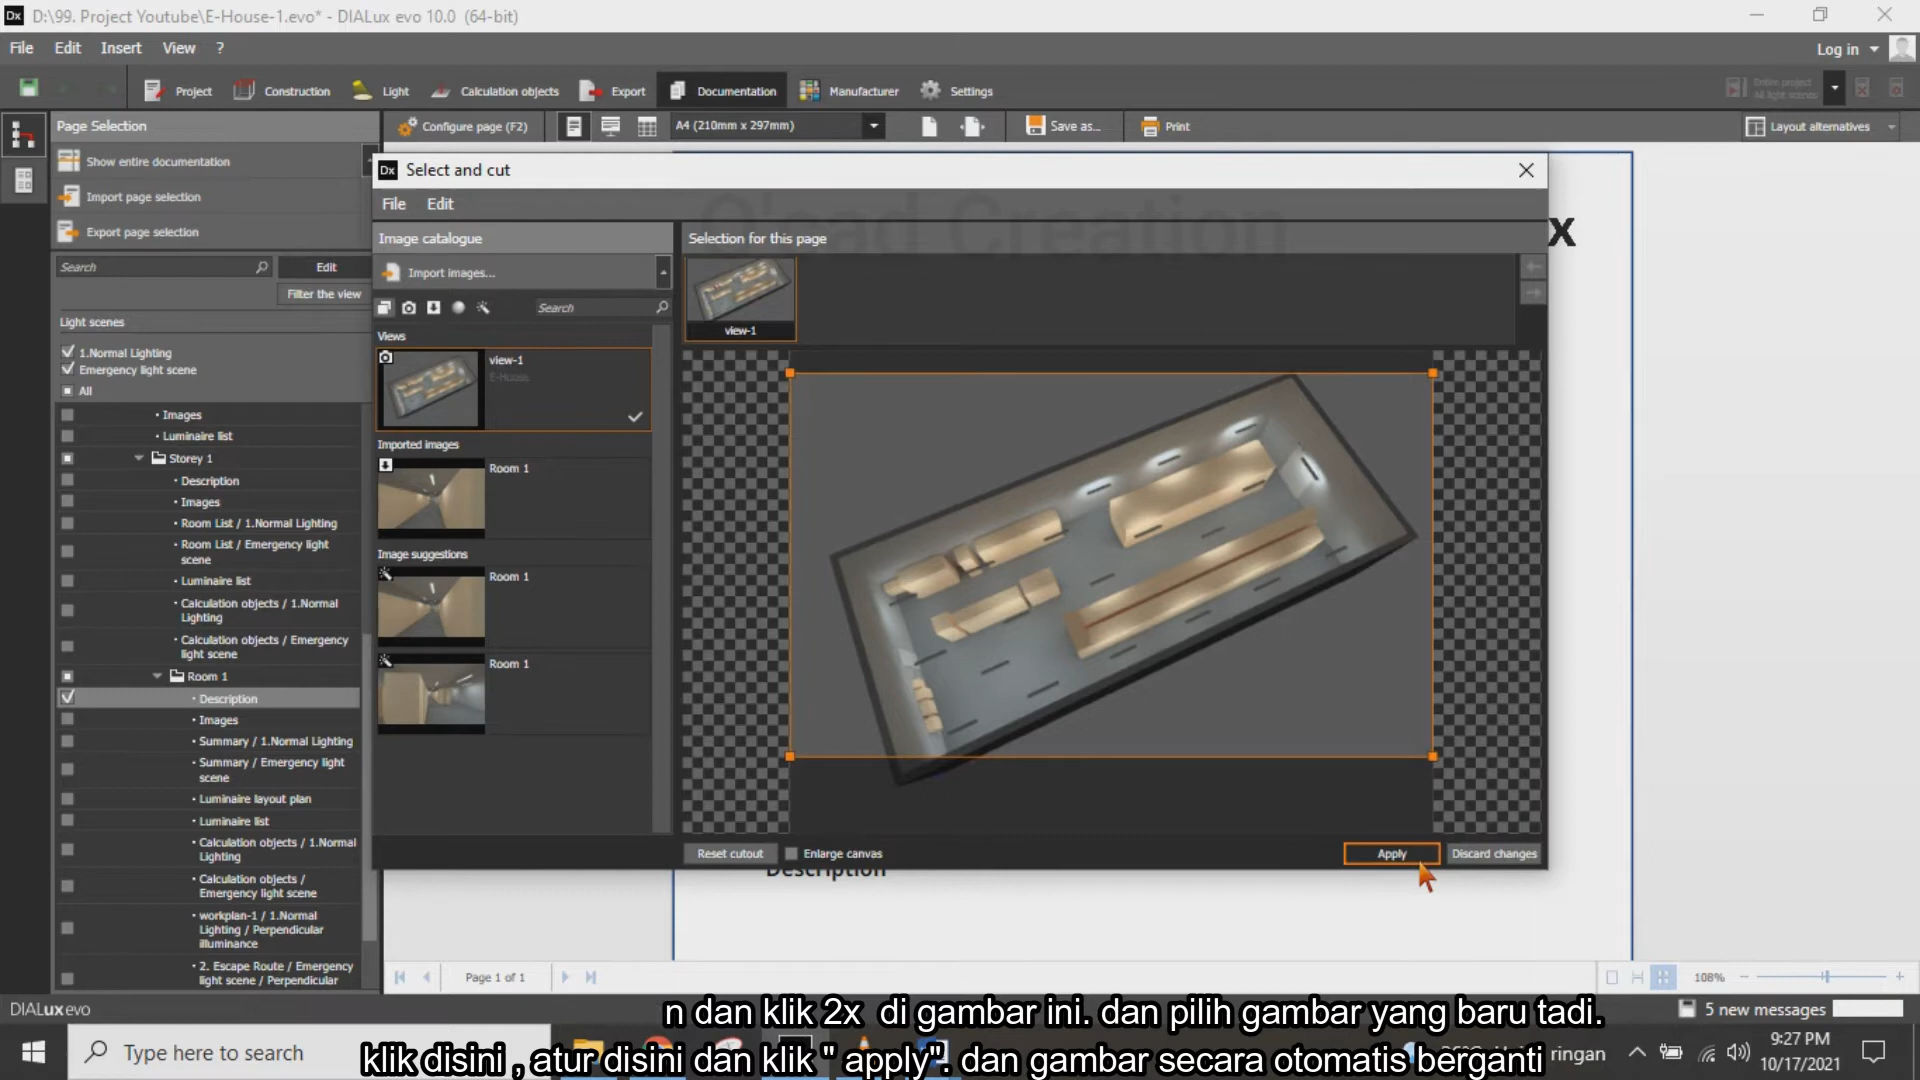 D:\99. Project Youtube\E-House-1.evo* - DIALux evo 10.0 (64-bit)
File Edit Insert View ?
Log in
Project Construction Light Calculation objects Export Documentation Manufacturer Settings
Entire project
All light scenes
Page Selection
Configure page (F2)
A4 (210mm x 297mm)
Save as...
Print
Layout alternatives
Show entire documentation
Import page selection
Export page selection
Search
Edit
Filter the view
Light scenes
1.Normal Lighting
Emergency light scene
All
• Images
• Luminaire list
Storey 1
• Description
• Images
• Room List / 1.Normal Lighting
• Room List / Emergency light
scene
• Luminaire list
• Calculation objects / 1.Normal
Lighting
• Calculation objects / Emergency
light scene
Room 1
• Description
• Images
• Summary / 1.Normal Lighting
• Summary / Emergency light
scene
• Luminaire layout plan
• Luminaire list
• Calculation objects / 1.Normal
Lighting
• Calculation objects /
Emergency light scene
• workplan-1 / 1.Normal
Lighting / Perpendicular
illuminance
• 2. Escape Route / Emergency
light scene / Perpendicular
Dx Select and cut
File Edit
Image catalogue
Import images...
Search
Views
view-1
E-House
Imported images
Room 1
Image suggestions
Room 1
Room 1
Selection for this page
Creation
view-1
Reset cutout
Enlarge canvas
Apply
Discard changes
x
Description
Page 1 of 1
108%
DIALux evo
5 new messages
n dan klik 2x di gambar ini. dan pilih gambar yang baru tadi.
klik disini , atur disini dan klik " apply". dan gambar secara otomatis berganti
Type here to search
ringan
9:27 PM
10/17/2021